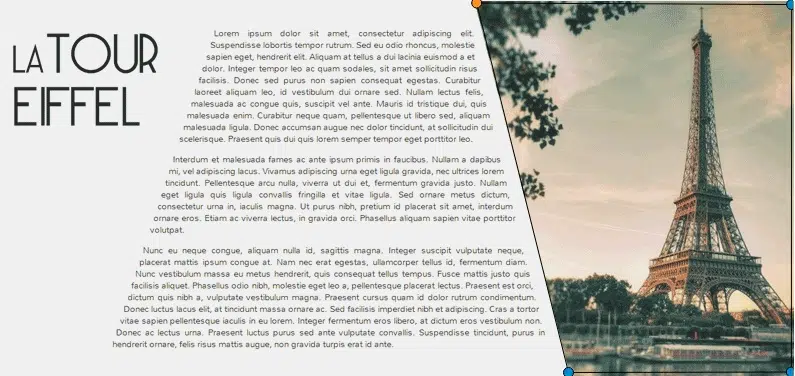 LA TOUR
EIFFEL
Lorem ipsum dolor sit amet, consectetur adipiscing elit.
Suspendisse lobortis tempor rutrum. Sed eu odio rhoncus, molestie
sapien eget, hendrerit elit. Aliquam at tellus a dui lacinia euismod a et
dolor. Integer tempor leo ac quam sodales, sit amet sollicitudin risus
facilisis. Donec sed purus non sapien consequat egestas. Curabitur
laoreet aliquam leo, id vestibulum dui ornare sed. Nullam lectus felis,
malesuada ac congue quis, suscipit vel ante. Mauris id tristique dui, quis
malesuada enim. Curabitur neque quam, pellentesque ut libero sed, aliquam
malesuada ligula. Donec accumsan augue nec dolor tincidunt, at sollicitudin dui
scelerisque. Praesent quis dui quis lorem semper tempor eget porttitor leo.
Interdum et malesuada fames ac ante ipsum primis in faucibus. Nullam a dapibus
mi, vel adipiscing lacus. Vivamus adipiscing urna eget ligula gravida, nec ultrices lorem
tincidunt. Pellentesque arcu nulla, viverra ut dui et, fermentum gravida justo. Nullam
eget ligula quis ligula convallis fringilla et vitae ligula. Sed ornare metus dictum,
consectetur urna in, iaculis magna. Ut purus nibh, pretium id placerat sit amet, interdum
ornare eros. Etiam ac viverra lectus, in gravida orci. Phasellus aliquam sapien vitae porttitor
volutpat.
Nunc eu neque congue, aliquam nulla id, sagittis magna. Integer suscipit vulputate neque,
placerat mattis ipsum congue at. Nam nec erat egestas, ullamcorper tellus id, fermentum diam.
Nunc vestibulum massa eu metus hendrerit, quis consequat tellus tempus. Fusce mattis justo quis
facilisis aliquet. Phasellus odio nibh, molestie eget leo a, pellentesque placerat lectus. Praesent est orci,
dictum quis nibh a, vulputate vestibulum magna. Praesent cursus quam id dolor rutrum condimentum.
Donec luctus lacus elit, at tincidunt massa ornare ac. Sed facilisis imperdiet nibh et adipiscing. Cras a tortor
vitae sapien pellentesque iaculis in eu lorem. Integer fermentum eros libero, at dictum eros vestibulum non.
Donec ac lectus urna. Praesent luctus purus sed ante vulputate convallis. Suspendisse tincidunt, purus in
hendrerit ornare, felis risus mattis augue, non gravida turpis erat id ante.